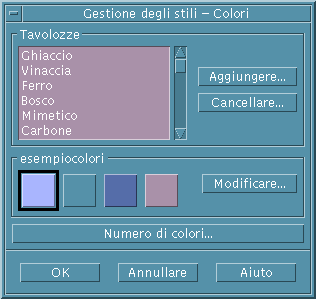 Gestione degli stili – Colori
Tavolozze
Ghiaccio
Vinaccia
Ferro
Bosco
Mimetico
Carbone
Aggiungere...
Cancellare...
esempiocolori
Modificare...
Numero di colori...
OK
Annullare
Aiuto